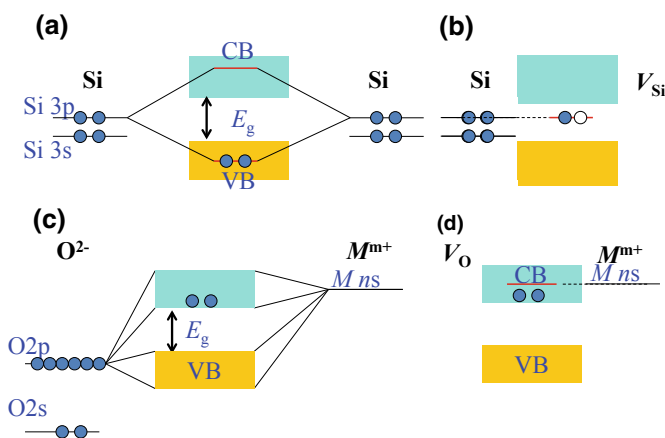 (a)
CB
(b)
Si
Si
Si
V_Si
Si 3p
E_g
Si 3s
VB
(c)
(d)
O²⁻
M^m+
V_O
M^m+
M ns
CB
M ns
E_g
O2p
VB
VB
O2s